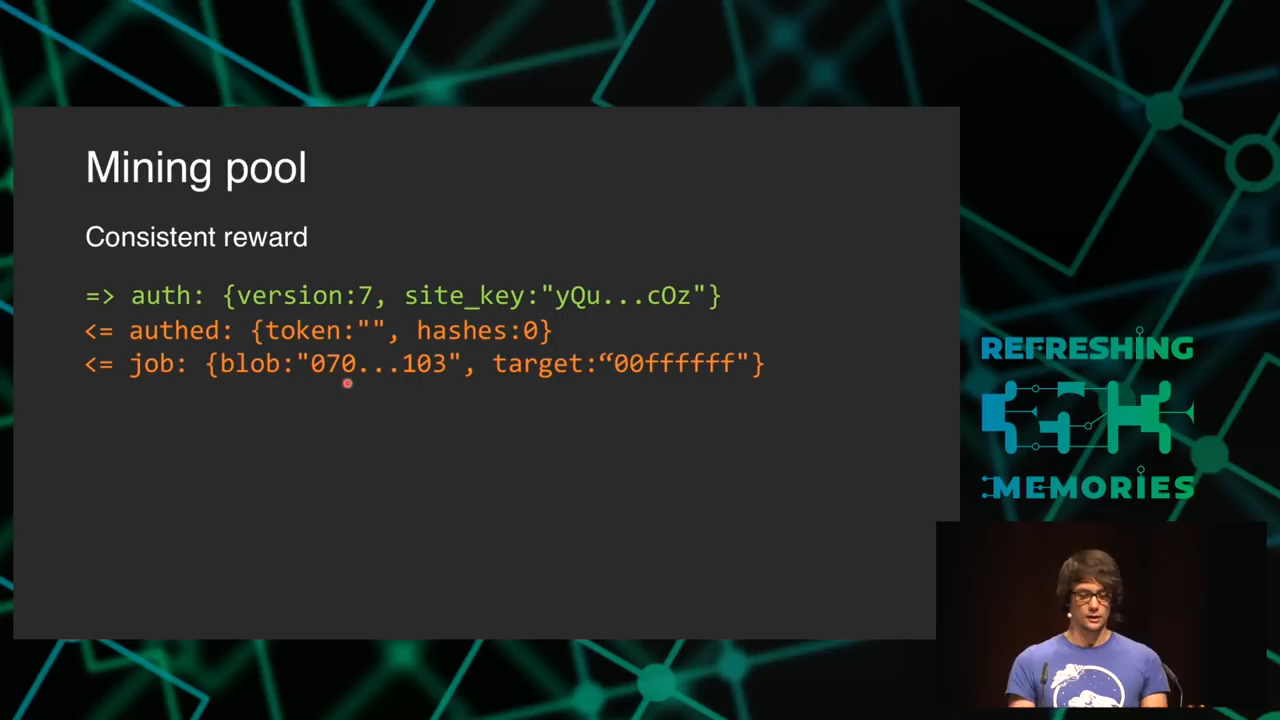 Mining pool
Consistent reward
=> auth: {version:7, site_key:"yQu...cOz"}
<= authed: {token:"", hashes:0}
<= job: {blob:"070...103", target:“00ffffff"}
REFRESHING
MEMORIES